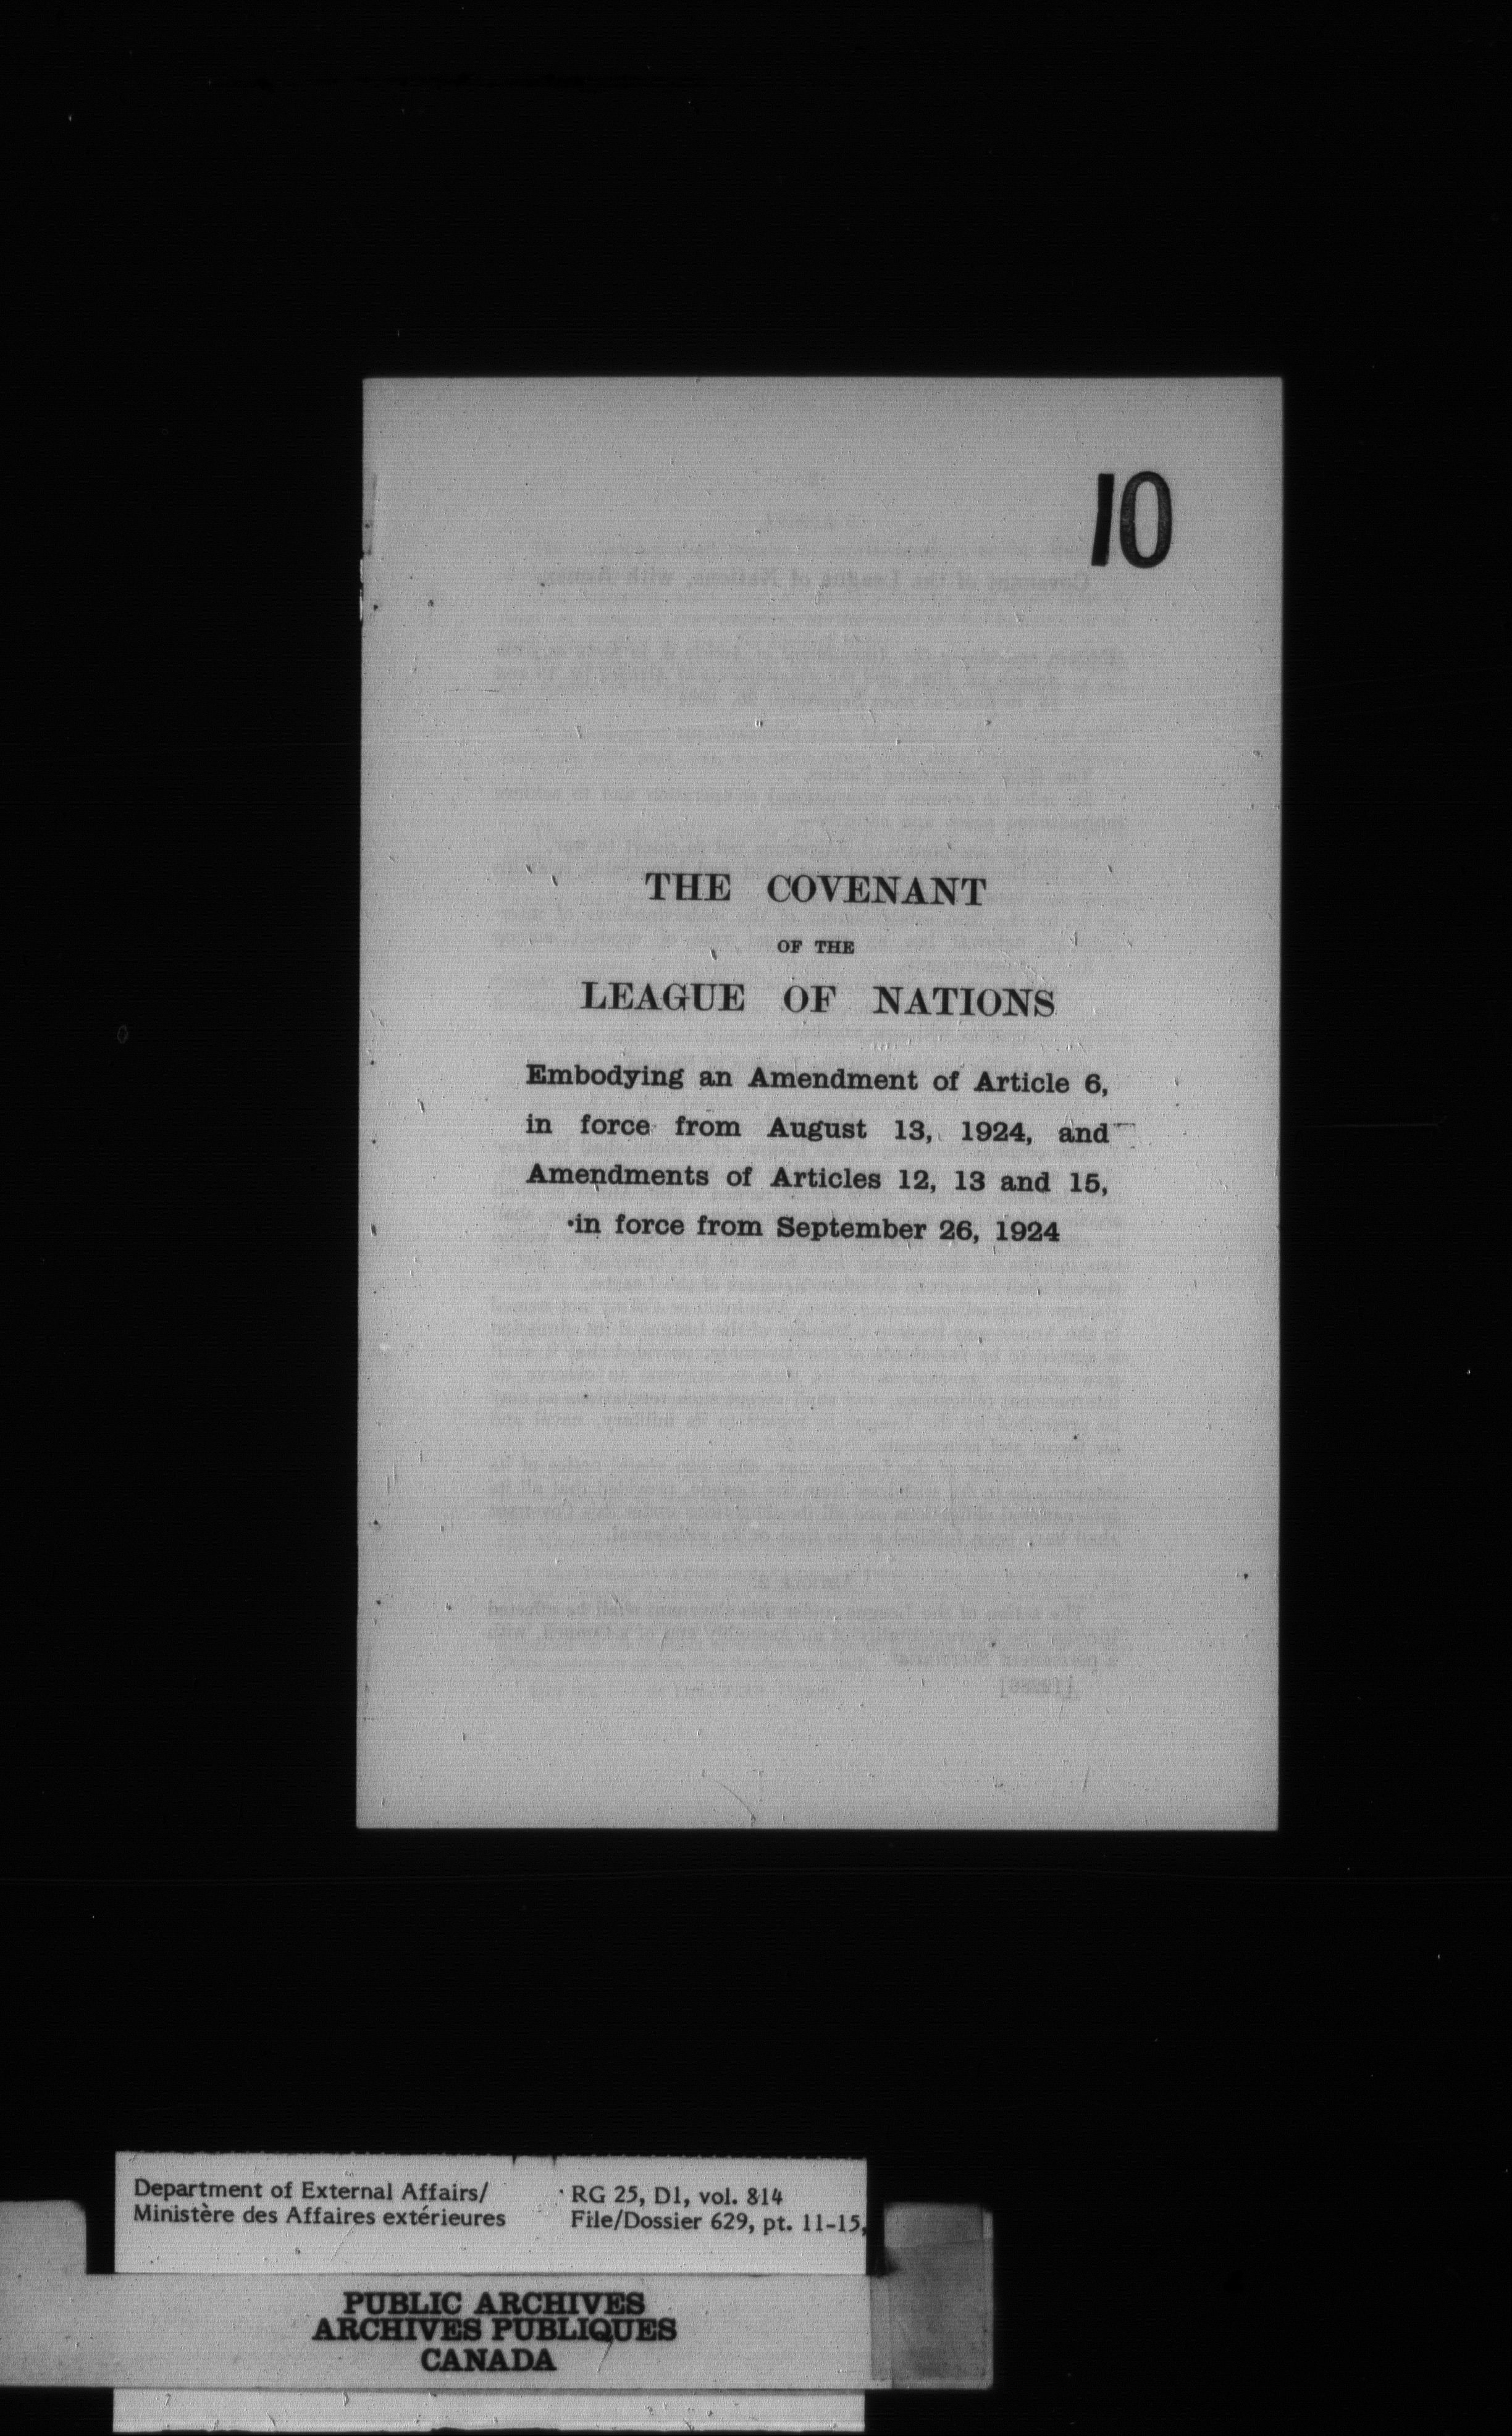 10
THE COVENANT
OF THE
LEAGUE OF NATIONS
Embodying an Amendment of Article 6,
in force from August 13, 1924, and
Amendments of Articles 12, 13 and 15,
in force from September 26, 1924
Department of External Affairs/
Ministère des Affaires extérieures
RG 25, D1, vol. 814
File/Dossier 629, pt. 11-15,
PUBLIC ARCHIVES
ARCHIVES PUBLIQUES
CANADA